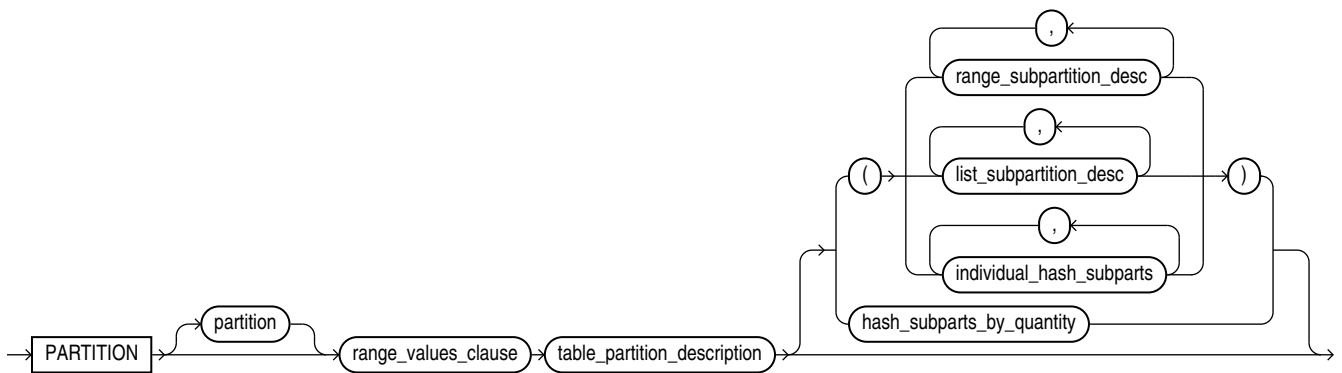 ,
range_subpartition_desc
,
( list_subpartition_desc )
,
individual_hash_subparts
partition hash_subparts_by_quantity
PARTITION range_values_clause table_partition_description